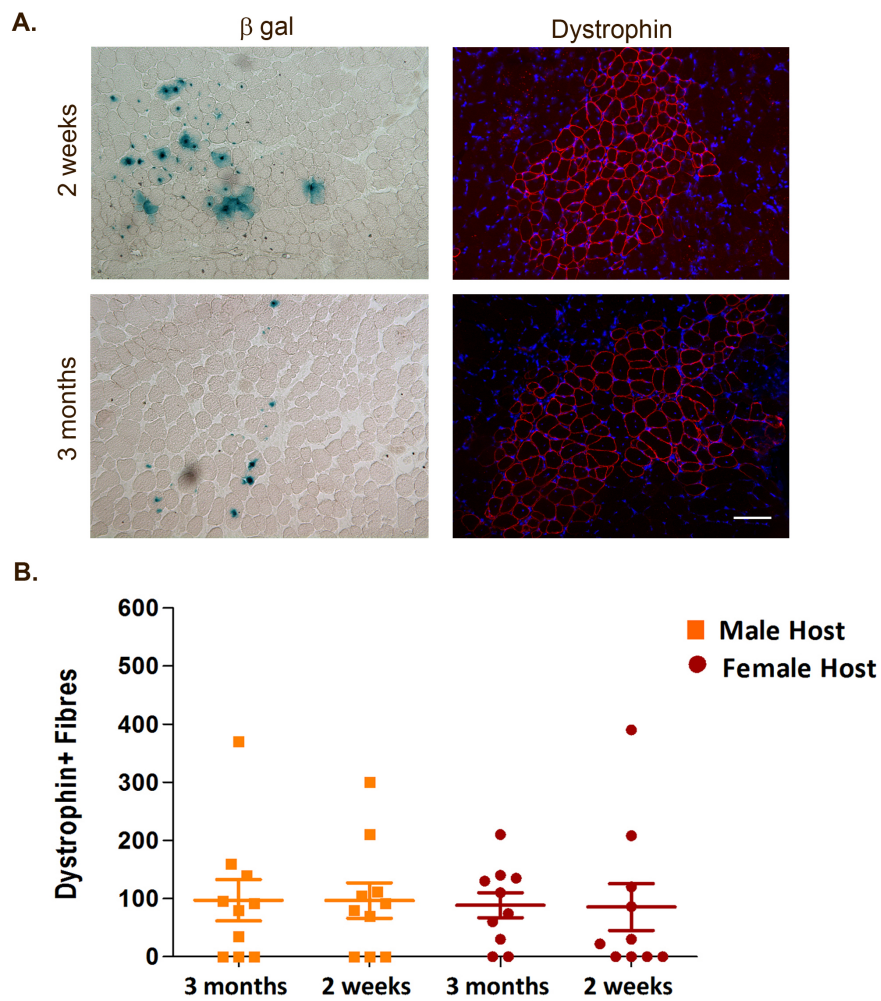 A.
β gal
Dystrophin
2 weeks
3 months
B.
600
500
400
300
200
100
0
Dystrophin+ Fibres
Male Host
Female Host
3 months
2 weeks
3 months
2 weeks